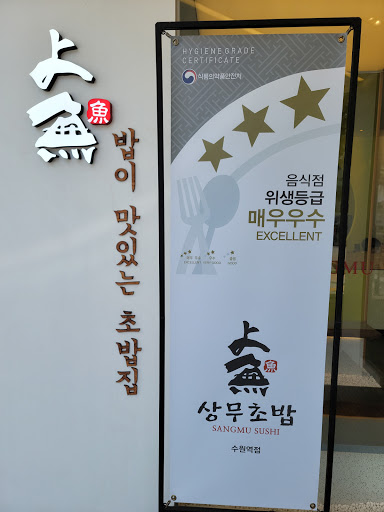 上無
魚
밥이 맛있는 초밥집
HYGIENE GRADE
CERTIFICATE
식품의약품안전처
음식점
위생등급
매우우수
EXCELLENT
上無
魚
상무초밥
SANGMU SUSHI
수원역점